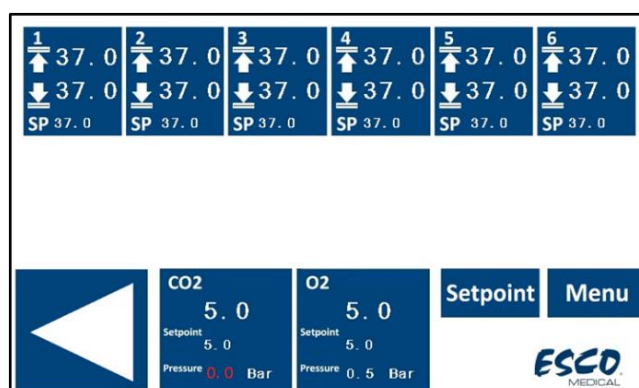 1 2 3 4 5 6
37.0 37.0 37.0 37.0 37.0 37.0
37.0 37.0 37.0 37.0 37.0 37.0
SP 37.0 SP 37.0 SP 37.0 SP 37.0 SP 37.0 SP 37.0
CO2 O2
5.0 5.0 Setpoint Menu
Setpoint Setpoint
5.0 5.0
Pressure 0.0 Bar Pressure 0.5 Bar
ESCO
MEDICAL